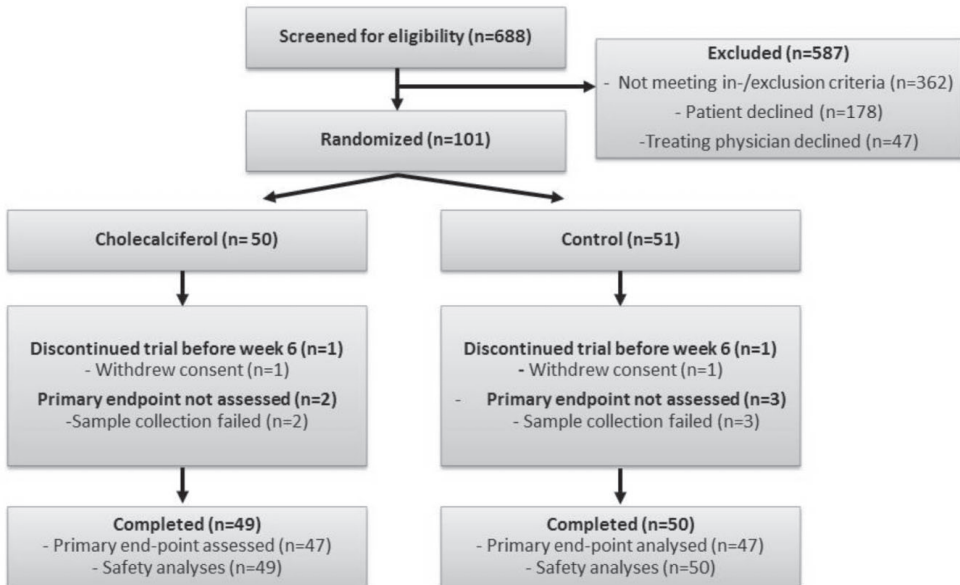 Screened for eligibility (n=688)
Excluded (n=587)
- Not meeting in-/exclusion criteria (n=362)
- Patient declined (n=178)
-Treating physician declined (n=47)
Randomized (n=101)
Cholecalciferol (n= 50)
Control (n=51)
Discontinued trial before week 6 (n=1)
- Withdrew consent (n=1)
Primary endpoint not assessed (n=2)
-Sample collection failed (n=2)
Discontinued trial before week 6 (n=1)
- Withdrew consent (n=1)
- Primary endpoint not assessed (n=3)
- Sample collection failed (n=3)
Completed (n=49)
- Primary end-point assessed (n=47)
- Safety analyses (n=49)
Completed (n=50)
- Primary end-point analysed (n=47)
- Safety analyses (n=50)